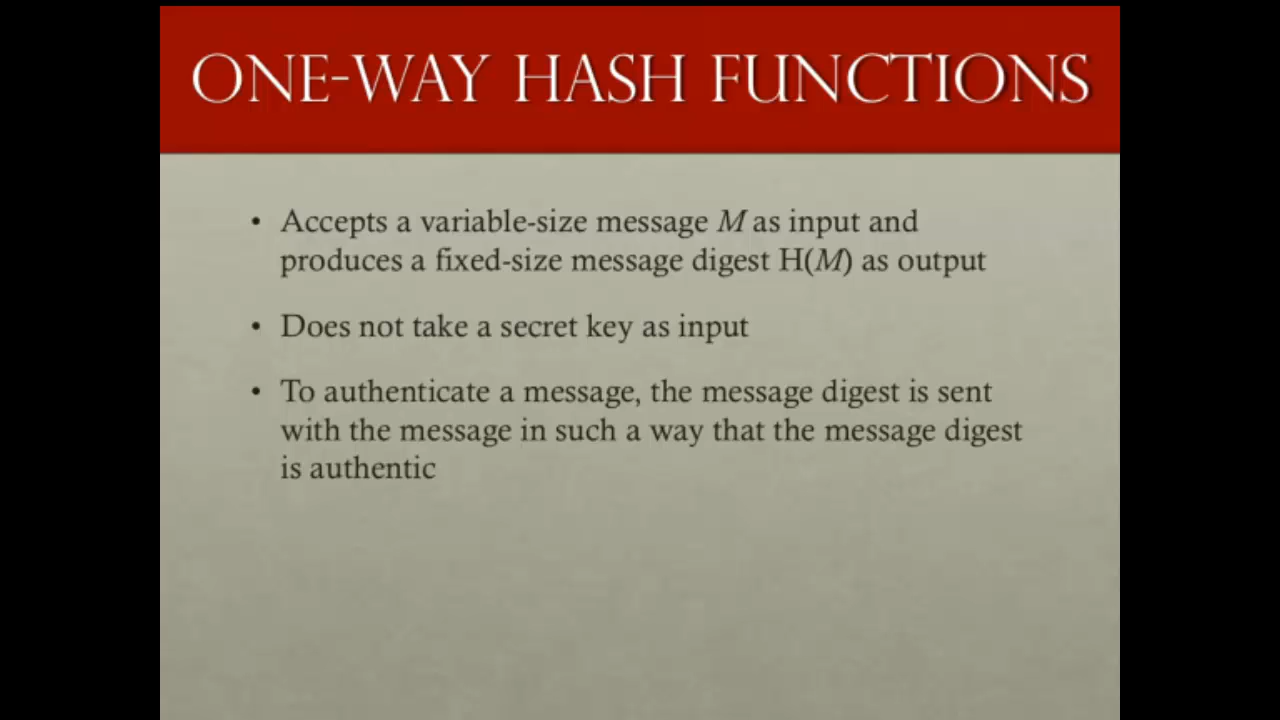 ONE-WAY HASH FUNCTIONS
• Accepts a variable-size message M as input and
produces a fixed-size message digest H(M) as output
• Does not take a secret key as input
• To authenticate a message, the message digest is sent
with the message in such a way that the message digest
is authentic